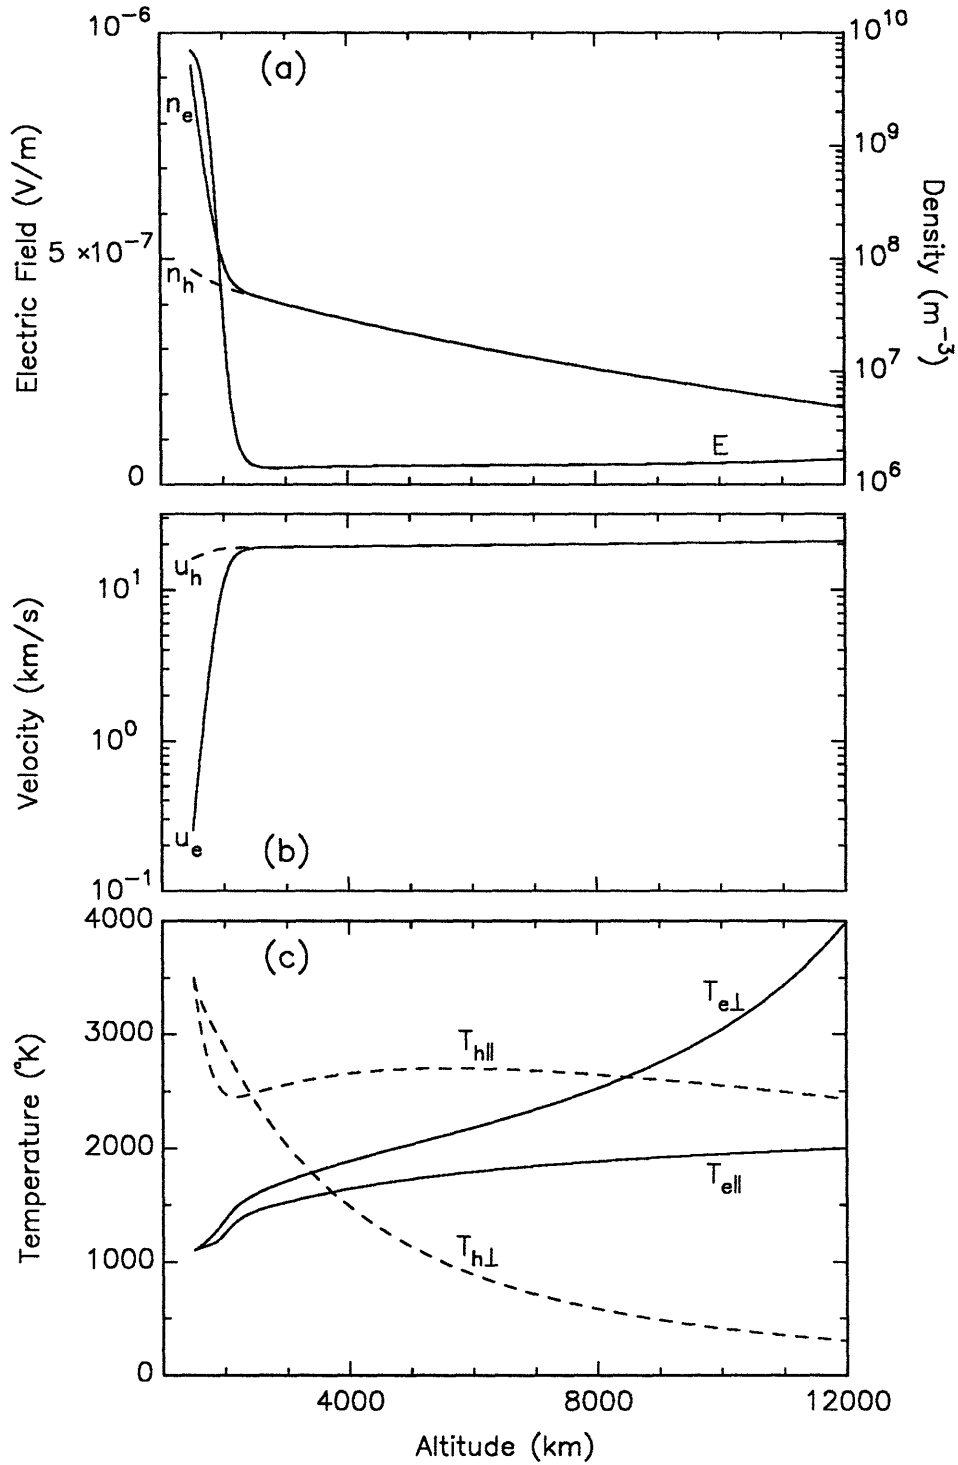 10⁻⁶
10¹⁰
(a)
nₑ
10⁹
Electric Field (V/m)
5 ×10⁻⁷
10⁸
Density (m⁻³)
nₕ
10⁷
E
0
10⁶
uₕ
10¹
Velocity (km/s)
10⁰
uₑ
(b)
10⁻¹
4000
(c)
Tₑ⊥
3000
Tₕ∥
Temperature (°K)
2000
Tₑ∥
Tₕ⊥
1000
0
4000 8000 12000
Altitude (km)